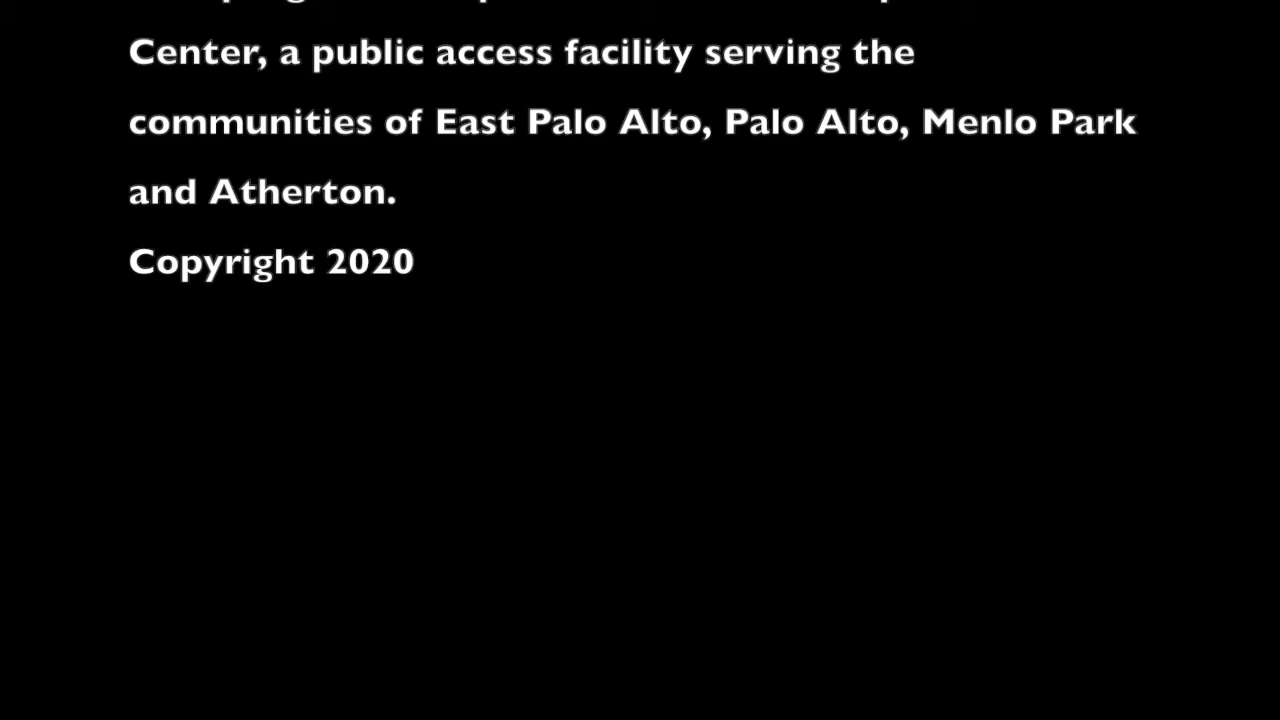 Center, a public access facility serving the
communities of East Palo Alto, Palo Alto, Menlo Park
and Atherton.
Copyright 2020